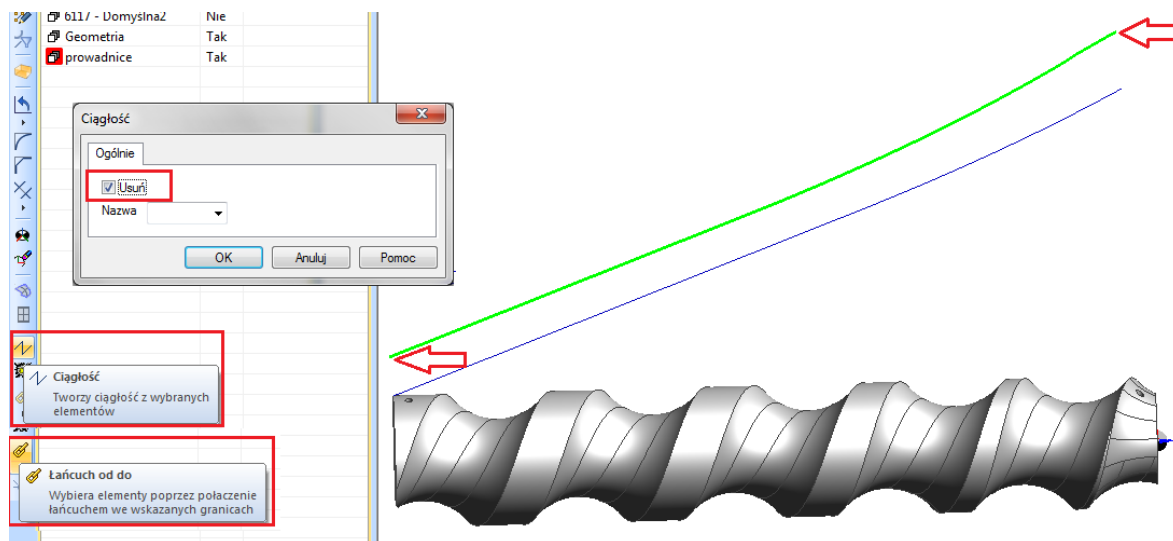 6117 - Domyślna2 Nie
Geometria Tak
prowadnice Tak
Ciągłość
Ogólnie
Usuń
Nazwa
OK Anuluj Pomoc
Ciągłość
Tworzy ciągłość z wybranych
elementów
Łańcuch od do
Wybiera elementy poprzez połaczenie
łańcuchem we wskazanych granicach